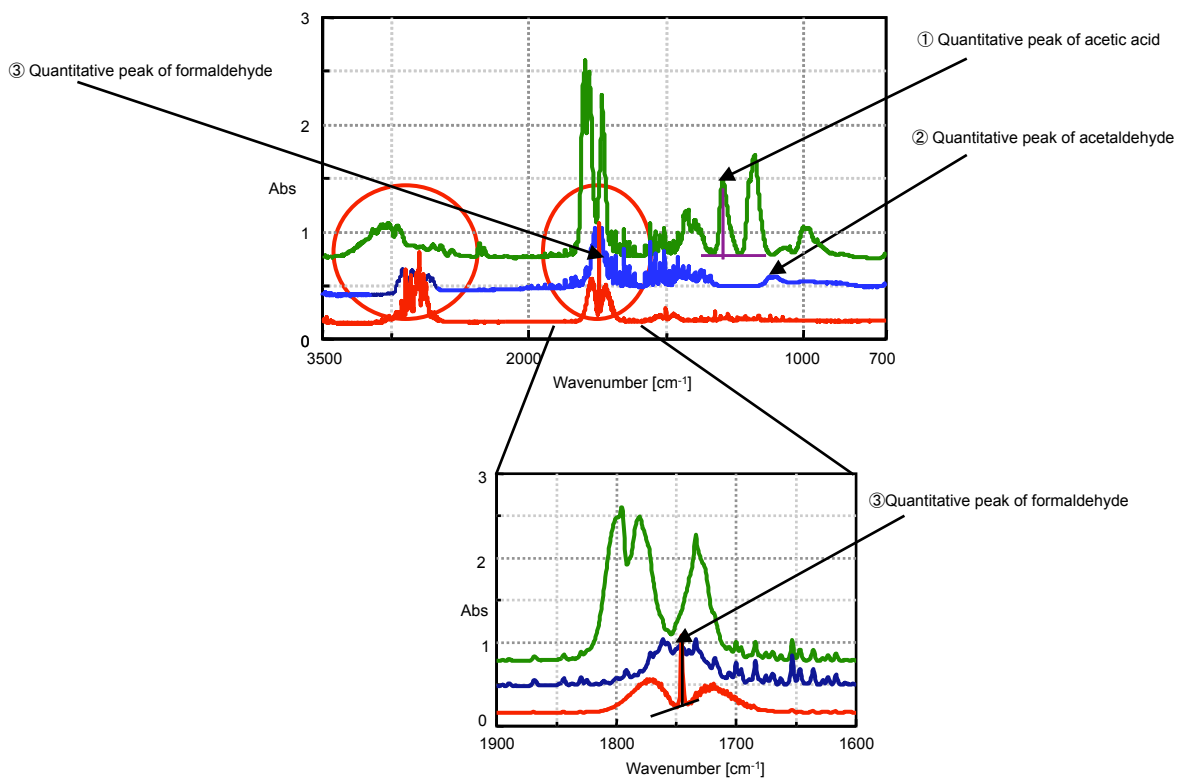 ① Quantitative peak of acetic acid
③ Quantitative peak of formaldehyde
② Quantitative peak of acetaldehyde
3
2
Abs
1
0
3500 2000 1000 700
Wavenumber [cm-1]
③Quantitative peak of formaldehyde
3
2
Abs
1
0
1900 1800 1700 1600
Wavenumber [cm-1]